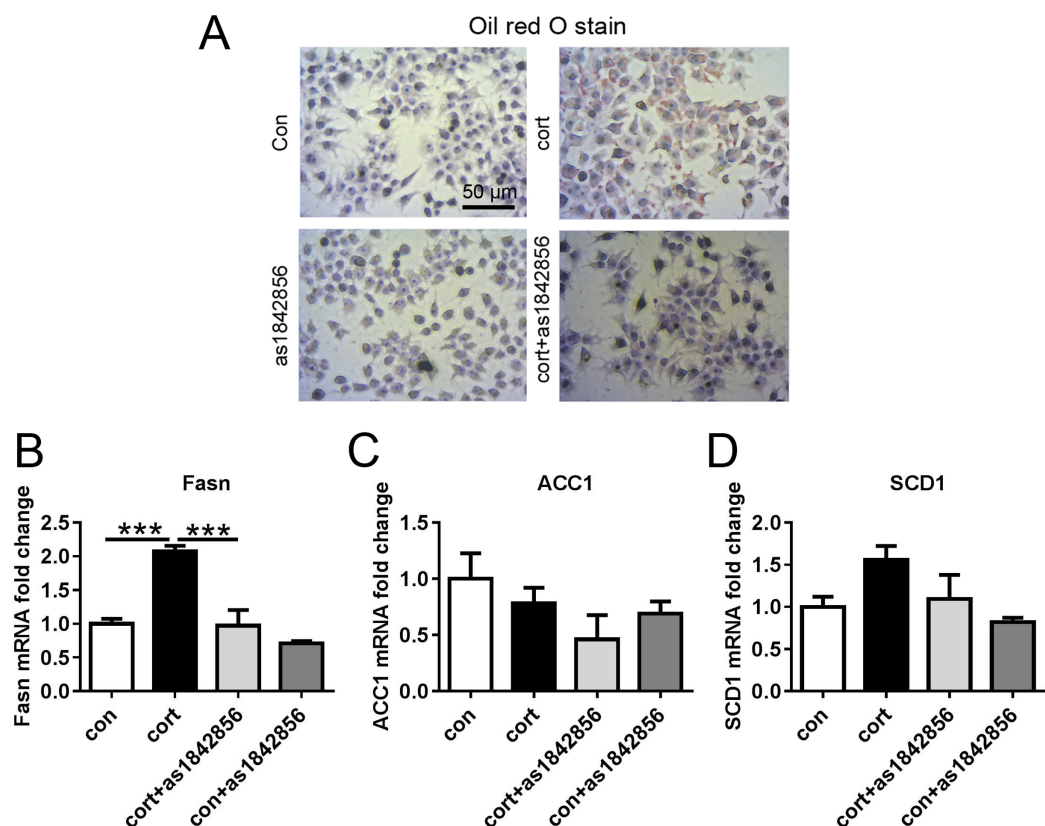 A
Oil red O stain
Con
50 µm
cort
as1842856
cort+as1842856
B
Fasn
Fasn mRNA fold change
2.5
2.0
1.5
1.0
0.5
0.0
***
***
con
cort
cort+as1842856
con+as1842856
C
ACC1
ACC1 mRNA fold change
1.5
1.0
0.5
0.0
con
cort
cort+as1842856
con+as1842856
D
SCD1
SCD1 mRNA fold change
2.0
1.5
1.0
0.5
0.0
con
cort
cort+as1842856
con+as1842856